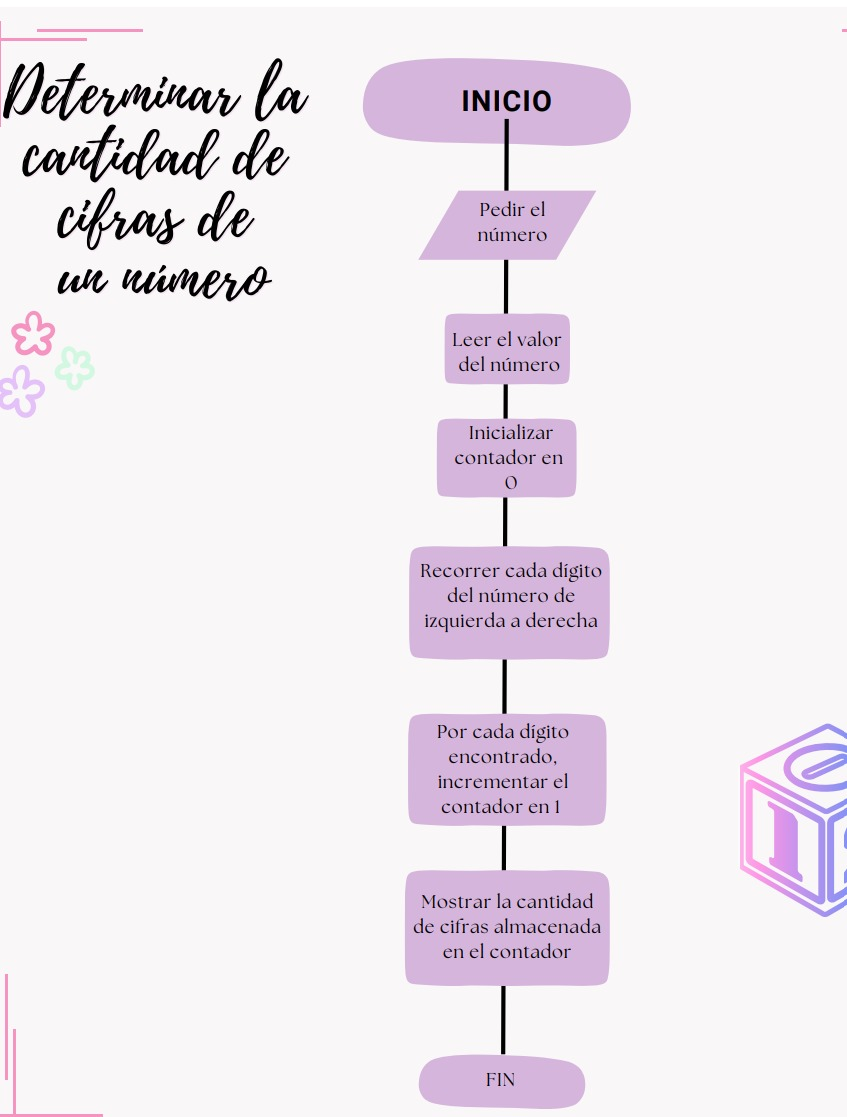 Determinar la
cantidad de
cifras de
un número
INICIO
Pedir el
número
Leer el valor
del número
Inicializar
contador en
0
Recorrer cada dígito
del número de
izquierda a derecha
Por cada dígito
encontrado,
incrementar el
contador en 1
Mostrar la cantidad
de cifras almacenada
en el contador
FIN
0
1